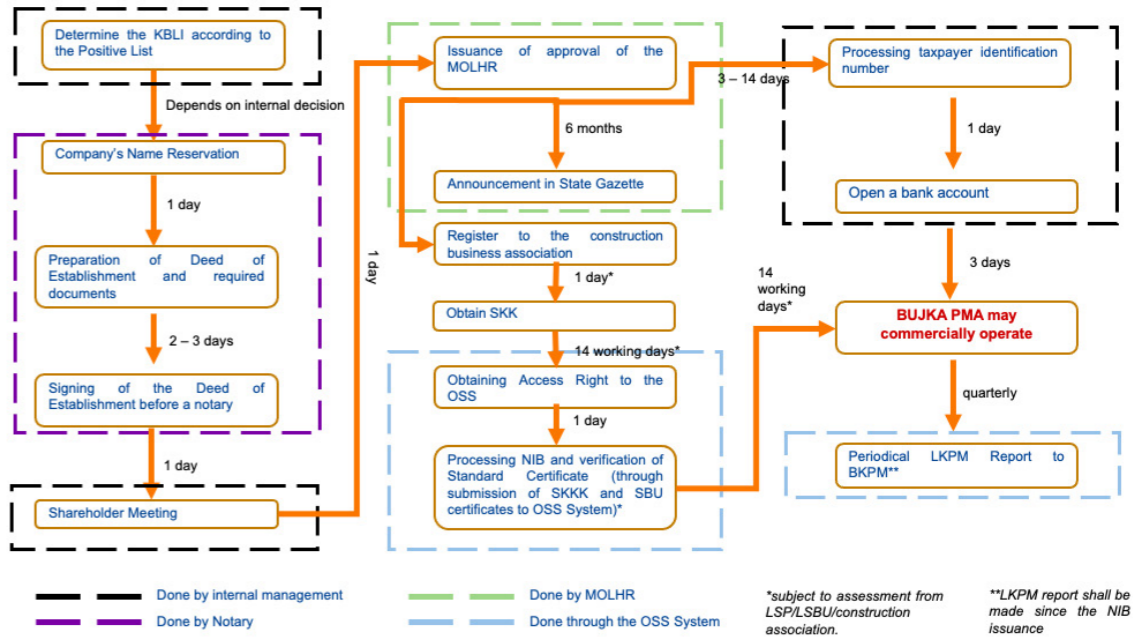 Determine the KBLI according to
the Positive List
Depends on internal decision
Company's Name Reservation
1 day
Preparation of Deed of
Establishment and required
documents
2 – 3 days
Signing of the Deed of
Establishment before a notary
1 day
Shareholder Meeting
1 day
Issuance of approval of the
MOLHR
6 months
Announcement in State Gazette
Register to the construction
business association
1 day*
Obtain SKK
14 working days*
Obtaining Access Right to the
OSS
1 day
Processing NIB and verification of
Standard Certificate (through
submission of SKKK and SBU
certificates to OSS System)*
3 – 14 days
Processing taxpayer identification
number
1 day
Open a bank account
3 days
14
working
days*
BUJKA PMA may
commercially operate
quarterly
Periodical LKPM Report to
BKPM**
Done by internal management
Done by Notary
Done by MOLHR
Done through the OSS System
*subject to assessment from
LSP/LSBU/construction
association.
**LKPM report shall be
made since the NIB
issuance